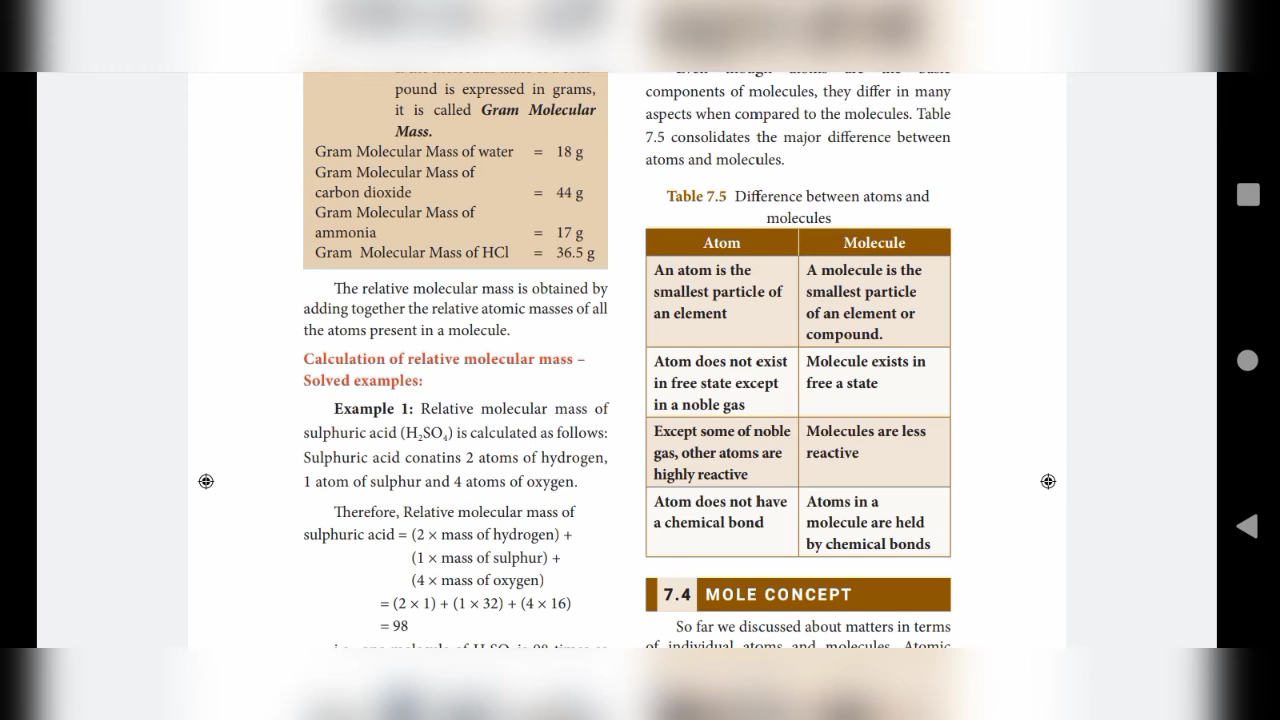 pound is expressed in grams,
it is called Gram Molecular
Mass.
Gram Molecular Mass of water = 18 g
Gram Molecular Mass of
carbon dioxide = 44 g
Gram Molecular Mass of
ammonia = 17 g
Gram Molecular Mass of HCl = 36.5 g
The relative molecular mass is obtained by
adding together the relative atomic masses of all
the atoms present in a molecule.
Calculation of relative molecular mass –
Solved examples:
Example 1: Relative molecular mass of
sulphuric acid (H₂SO₄) is calculated as follows:
Sulphuric acid conatins 2 atoms of hydrogen,
1 atom of sulphur and 4 atoms of oxygen.
Therefore, Relative molecular mass of
sulphuric acid = (2 × mass of hydrogen) +
(1 × mass of sulphur) +
(4 × mass of oxygen)
= (2 × 1) + (1 × 32) + (4 × 16)
= 98
Even though atoms are the basic
components of molecules, they differ in many
aspects when compared to the molecules. Table
7.5 consolidates the major difference between
atoms and molecules.
Table 7.5 Difference between atoms and
molecules
Atom Molecule
An atom is the
smallest particle of
an element
A molecule is the
smallest particle
of an element or
compound.
Atom does not exist
in free state except
in a noble gas
Molecule exists in
free a state
Except some of noble
gas, other atoms are
highly reactive
Molecules are less
reactive
Atom does not have
a chemical bond
Atoms in a
molecule are held
by chemical bonds
7.4 MOLE CONCEPT
So far we discussed about matters in terms
of individual atoms and molecules. Atomic